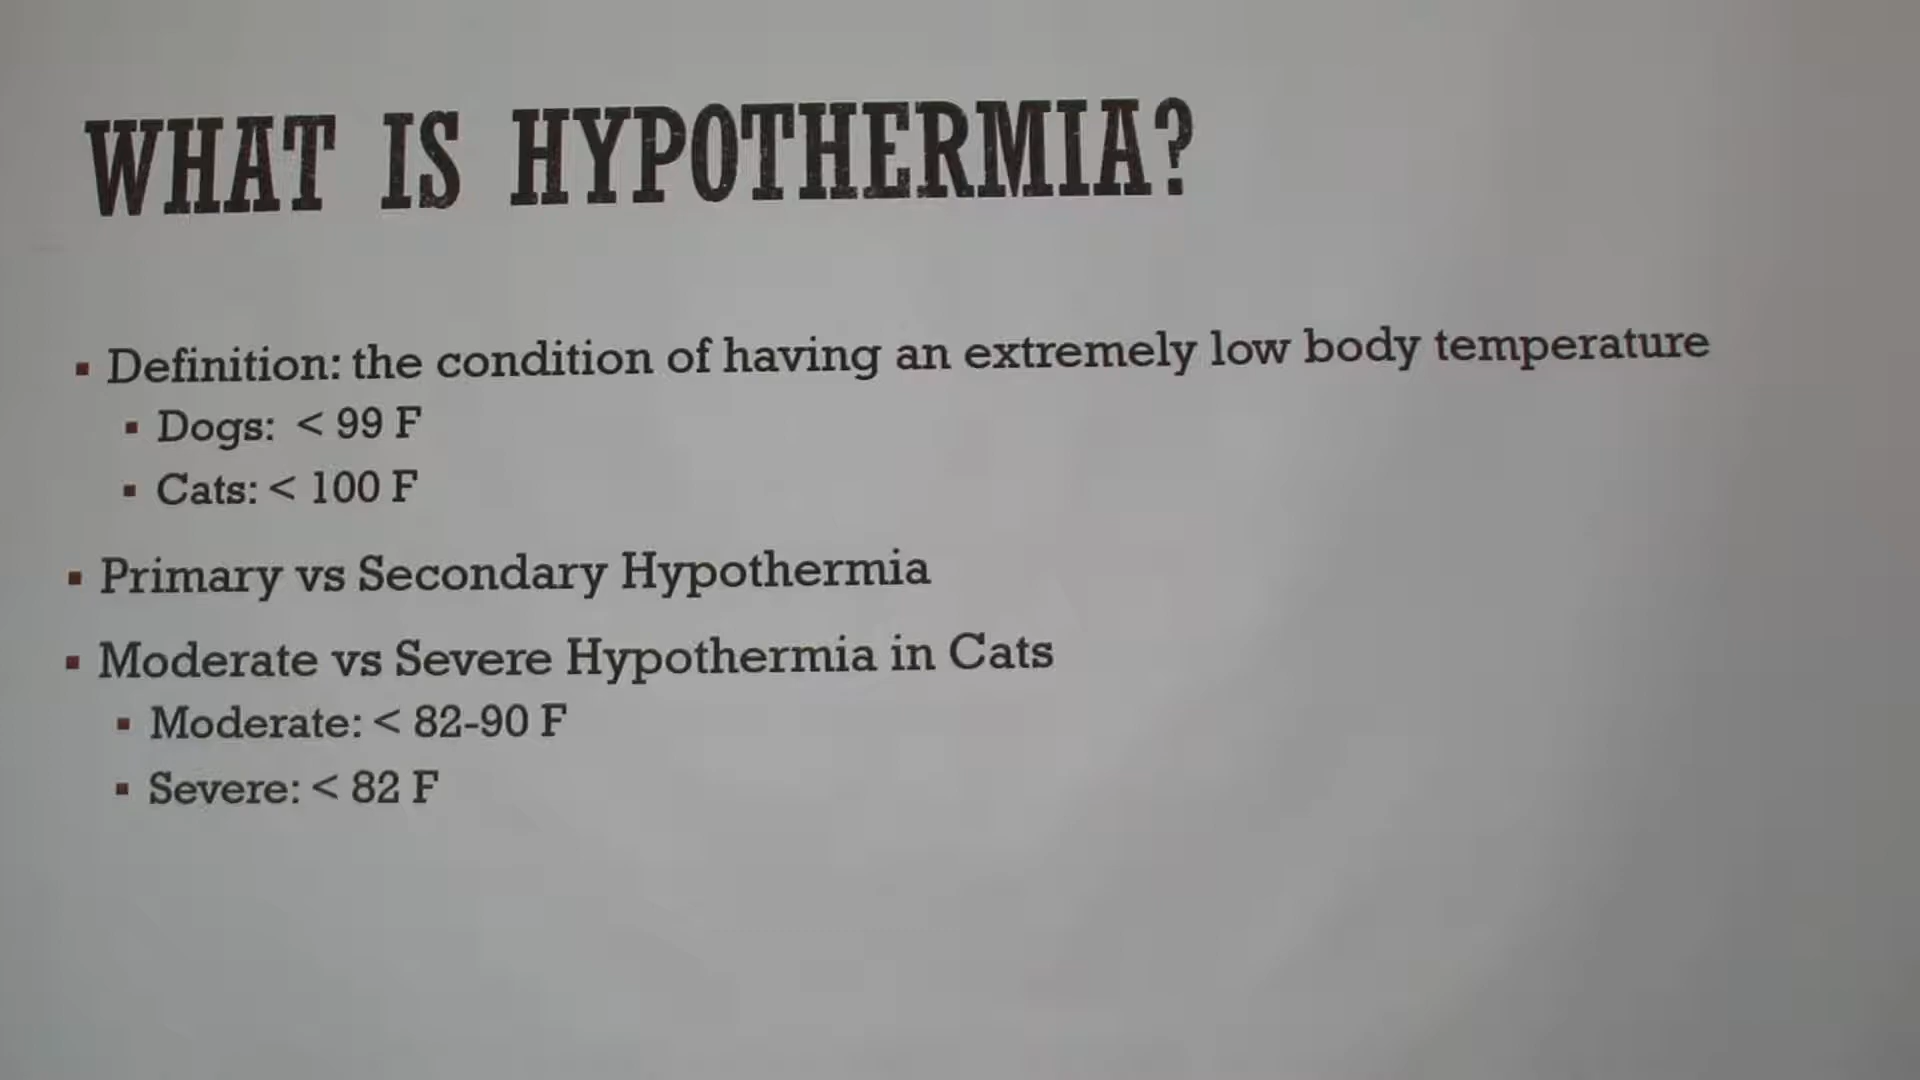 WHAT IS HYPOTHERMIA?
▪ Definition: the condition of having an extremely low body temperature
▪ Dogs: < 99 F
▪ Cats: < 100 F
▪ Primary vs Secondary Hypothermia
▪ Moderate vs Severe Hypothermia in Cats
▪ Moderate: < 82-90 F
▪ Severe: < 82 F